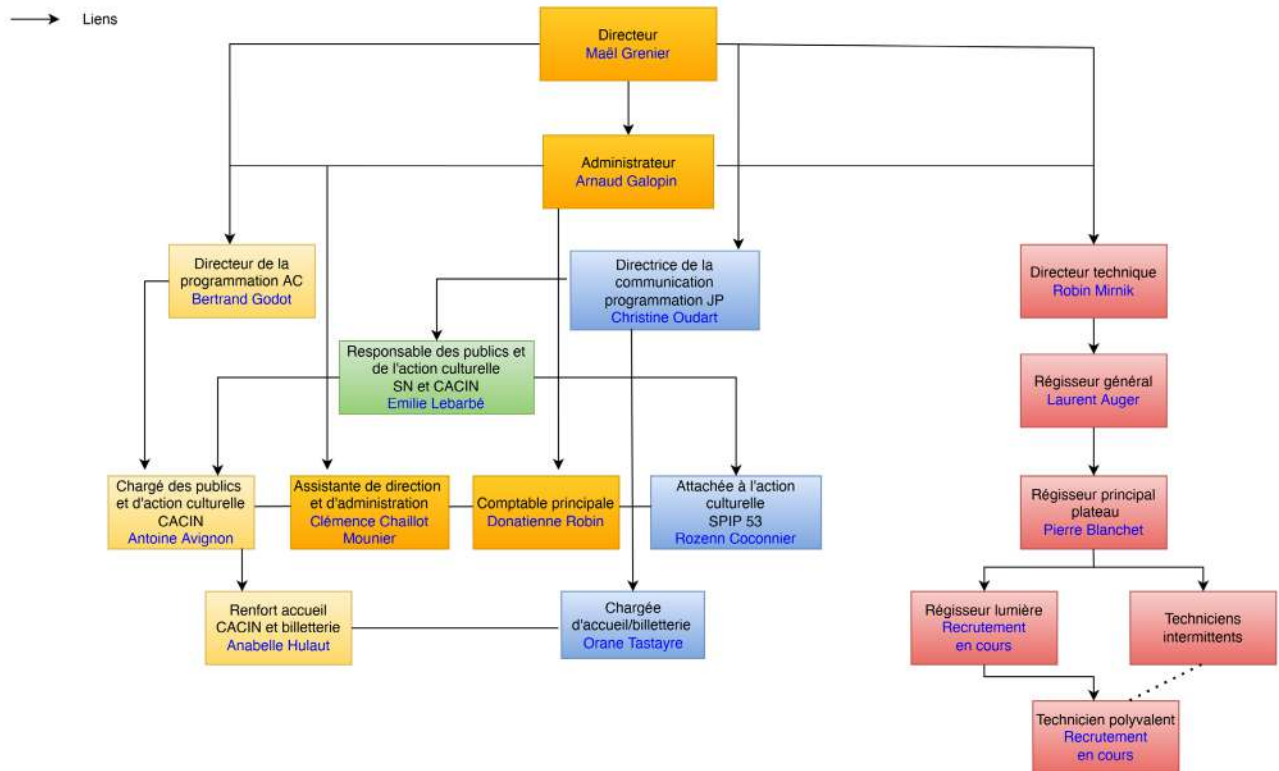 Liens
Directeur
Maël Grenier
Administrateur
Arnaud Galopin
Directeur de la
programmation AC
Bertrand Godot
Directrice de la
communication
programmation JP
Christine Oudart
Directeur technique
Robin Mirnik
Responsable des publics et
de l'action culturelle
SN et CACIN
Emilie Lebarbé
Régisseur général
Laurent Auger
Chargé des publics
et d'action culturelle
CACIN
Antoine Avignon
Assistante de direction
et d'administration
Clémence Chaillot
Mounier
Comptable principale
Donatienne Robin
Attachée à l'action
culturelle
SPIP 53
Rozenn Coconnier
Régisseur principal
plateau
Pierre Blanchet
Renfort accueil
CACIN et billetterie
Anabelle Hulaut
Chargée
d'accueil/billetterie
Orane Tastayre
Régisseur lumière
Recrutement
en cours
Techniciens
intermittents
Technicien polyvalent
Recrutement
en cours